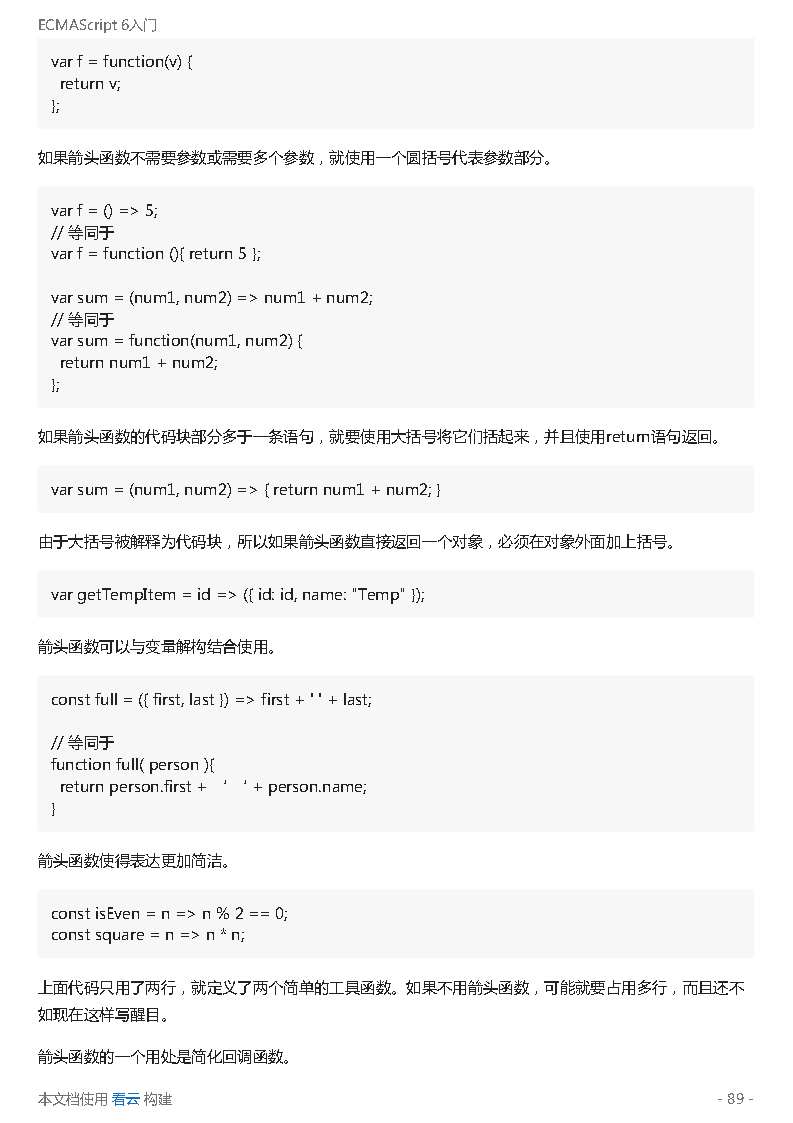 ECMAScript 6入门
var f = function(v) {
  return v;
};
如果箭头函数不需要参数或需要多个参数，就使用一个圆括号代表参数部分。
var f = () => 5;
// 等同于
var f = function (){ return 5 };
var sum = (num1, num2) => num1 + num2;
// 等同于
var sum = function(num1, num2) {
  return num1 + num2;
};
如果箭头函数的代码块部分多于一条语句，就要使用大括号将它们括起来，并且使用return语句返回。
var sum = (num1, num2) => { return num1 + num2; }
由于大括号被解释为代码块，所以如果箭头函数直接返回一个对象，必须在对象外面加上括号。
var getTempItem = id => ({ id: id, name: "Temp" });
箭头函数可以与变量解构结合使用。
const full = ({ first, last }) => first + ' ' + last;
// 等同于
function full( person ){
  return person.first + ' ' + person.name;
}
箭头函数使得表达更加简洁。
const isEven = n => n % 2 == 0;
const square = n => n * n;
上面代码只用了两行，就定义了两个简单的工具函数。如果不用箭头函数，可能就要占用多行，而且还不
如现在这样写醒目。
箭头函数的一个用处是简化回调函数。
本文档使用 看云 构建 - 89 -